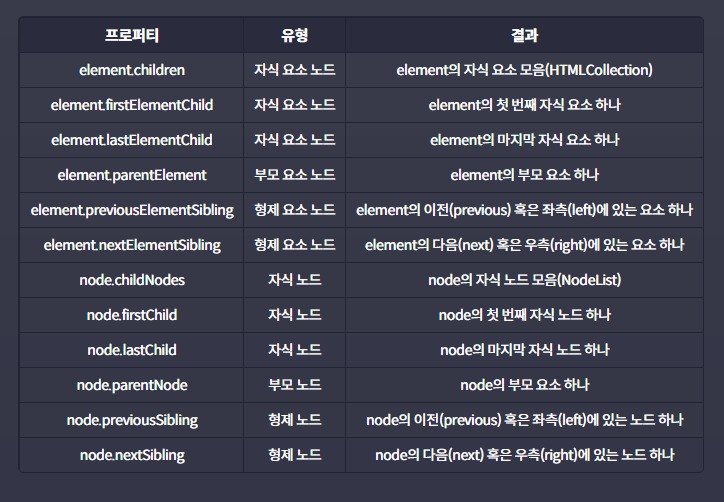 프로퍼티 유형 결과
element.children 자식 요소 노드 element의 자식 요소 모음(HTMLCollection)
element.firstElementChild 자식 요소 노드 element의 첫 번째 자식 요소 하나
element.lastElementChild 자식 요소 노드 element의 마지막 자식 요소 하나
element.parentElement 부모 요소 노드 element의 부모 요소 하나
element.previousElementSibling 형제 요소 노드 element의 이전(previous) 혹은 좌측(left)에 있는 요소 하나
element.nextElementSibling 형제 요소 노드 element의 다음(next) 혹은 우측(right)에 있는 요소 하나
node.childNodes 자식 노드 node의 자식 노드 모음(NodeList)
node.firstChild 자식 노드 node의 첫 번째 자식 노드 하나
node.lastChild 자식 노드 node의 마지막 자식 노드 하나
node.parentNode 부모 노드 node의 부모 요소 하나
node.previousSibling 형제 노드 node의 이전(previous) 혹은 좌측(left)에 있는 노드 하나
node.nextSibling 형제 노드 node의 다음(next) 혹은 우측(right)에 있는 노드 하나